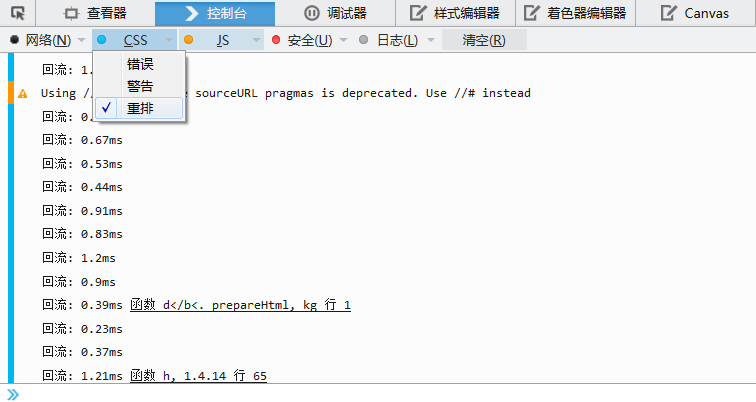 查看器 控制台 调试器 样式编辑器 着色器编辑器 Canvas
网络(N) CSS JS 安全(U) 日志(L) 清空(R)
错误
警告
重排
回流: 1.
Using // sourceURL pragmas is deprecated. Use //# instead
回流: 0.
回流: 0.67ms
回流: 0.53ms
回流: 0.44ms
回流: 0.91ms
回流: 0.83ms
回流: 1.2ms
回流: 0.9ms
回流: 0.39ms 函数 d</b<. prepareHtml, kg 行 1
回流: 0.23ms
回流: 0.37ms
回流: 1.21ms 函数 h, 1.4.14 行 65